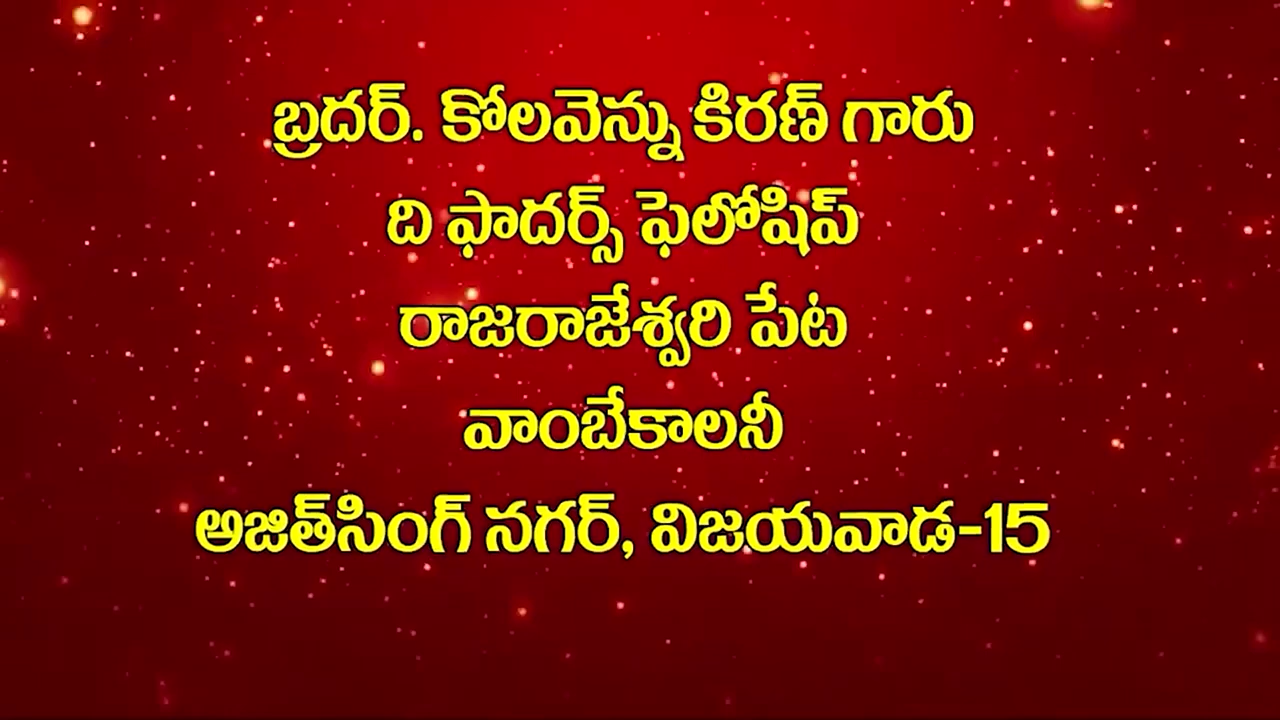 బ్రదర్. కోలవెన్ను కిరణ్ గారు
ది ఫాదర్స్ ఫెలోషిప్
రాజరాజేశ్వరి పేట
వాంబేకాలనీ
అజిత్‌సింగ్ నగర్, విజయవాడ-15